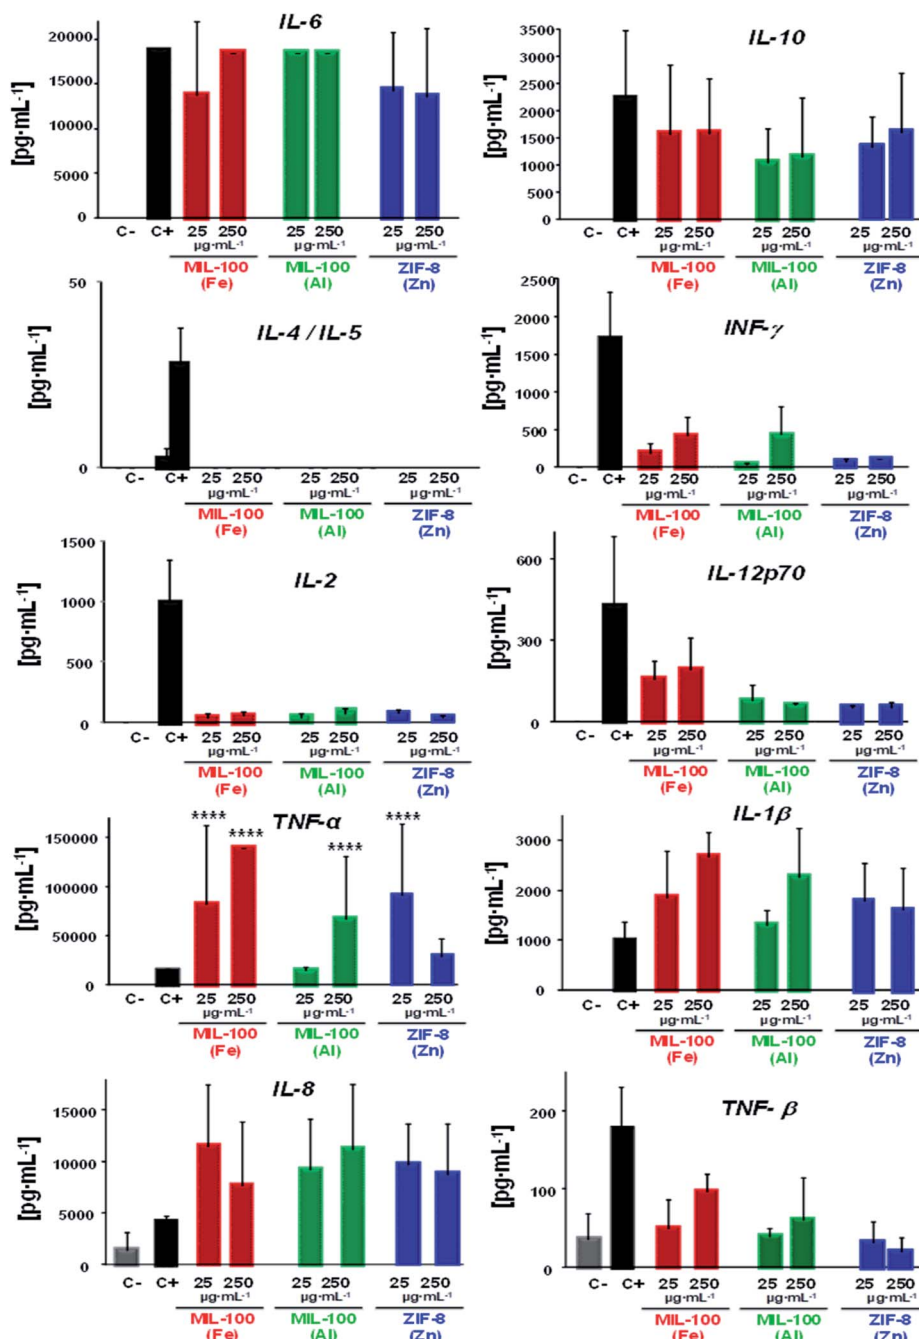 IL-6
[pg·mL-1]
20000
15000
10000
5000
0
C- C+ 25 250 25 250 25 250
µg·mL-1 µg·mL-1 µg·mL-1
MIL-100 MIL-100 ZIF-8
(Fe) (Al) (Zn)
IL-10
[pg·mL-1]
3500
3000
2500
2000
1500
1000
500
0
C- C+ 25 250 25 250 25 250
µg·mL-1 µg·mL-1 µg·mL-1
MIL-100 MIL-100 ZIF-8
(Fe) (Al) (Zn)
IL-4 / IL-5
[pg·mL-1]
50
0
C- C+ 25 250 25 250 25 250
µg·mL-1 µg·mL-1 µg·mL-1
MIL-100 MIL-100 ZIF-8
(Fe) (Al) (Zn)
INF-γ
[pg·mL-1]
2500
2000
1500
1000
500
0
C- C+ 25 250 25 250 25 250
µg·mL-1 µg·mL-1 µg·mL-1
MIL-100 MIL-100 ZIF-8
(Fe) (Al) (Zn)
IL-2
[pg·mL-1]
1500
1000
500
0
C- C+ 25 250 25 250 25 250
µg·mL-1 µg·mL-1 µg·mL-1
MIL-100 MIL-100 ZIF-8
(Fe) (Al) (Zn)
IL-12p70
[pg·mL-1]
600
300
0
C- C+ 25 250 25 250 25 250
µg·mL-1 µg·mL-1 µg·mL-1
MIL-100 MIL-100 ZIF-8
(Fe) (Al) (Zn)
TNF-α
[pg·mL-1]
150000
100000
50000
0
**** **** **** ****
C- C+ 25 250 25 250 25 250
µg·mL-1 µg·mL-1 µg·mL-1
MIL-100 MIL-100 ZIF-8
(Fe) (Al) (Zn)
IL-1β
[pg·mL-1]
3000
2000
1000
0
C- C+ 25 250 25 250 25 250
µg·mL-1 µg·mL-1 µg·mL-1
MIL-100 MIL-100 ZIF-8
(Fe) (Al) (Zn)
IL-8
[pg·mL-1]
15000
10000
5000
0
C- C+ 25 250 25 250 25 250
µg·mL-1 µg·mL-1 µg·mL-1
MIL-100 MIL-100 ZIF-8
(Fe) (Al) (Zn)
TNF- β
[pg·mL-1]
200
100
0
C- C+ 25 250 25 250 25 250
µg·mL-1 µg·mL-1 µg·mL-1
MIL-100 MIL-100 ZIF-8
(Fe) (Al) (Zn)